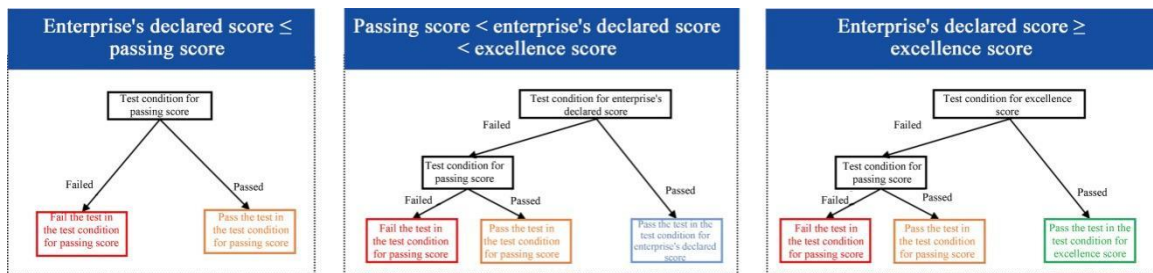 Enterprise's declared score ≤
passing score
Test condition for
passing score
Failed
Passed
Fail the test in
the test condition
for passing score
Pass the test in
the test condition
for passing score
Passing score < enterprise's declared score
< excellence score
Test condition for enterprise's
declared score
Failed
Test condition for
passing score
Failed
Passed
Passed
Fail the test in
the test condition
for passing score
Pass the test in
the test condition
for passing score
Pass the test in the
test condition for
enterprise's declared
score
Enterprise's declared score ≥
excellence score
Test condition for excellence
score
Failed
Test condition for
passing score
Failed
Passed
Passed
Fail the test in
the test condition
for passing score
Pass the test in
the test condition
for passing score
Pass the test in the
test condition for
excellence score